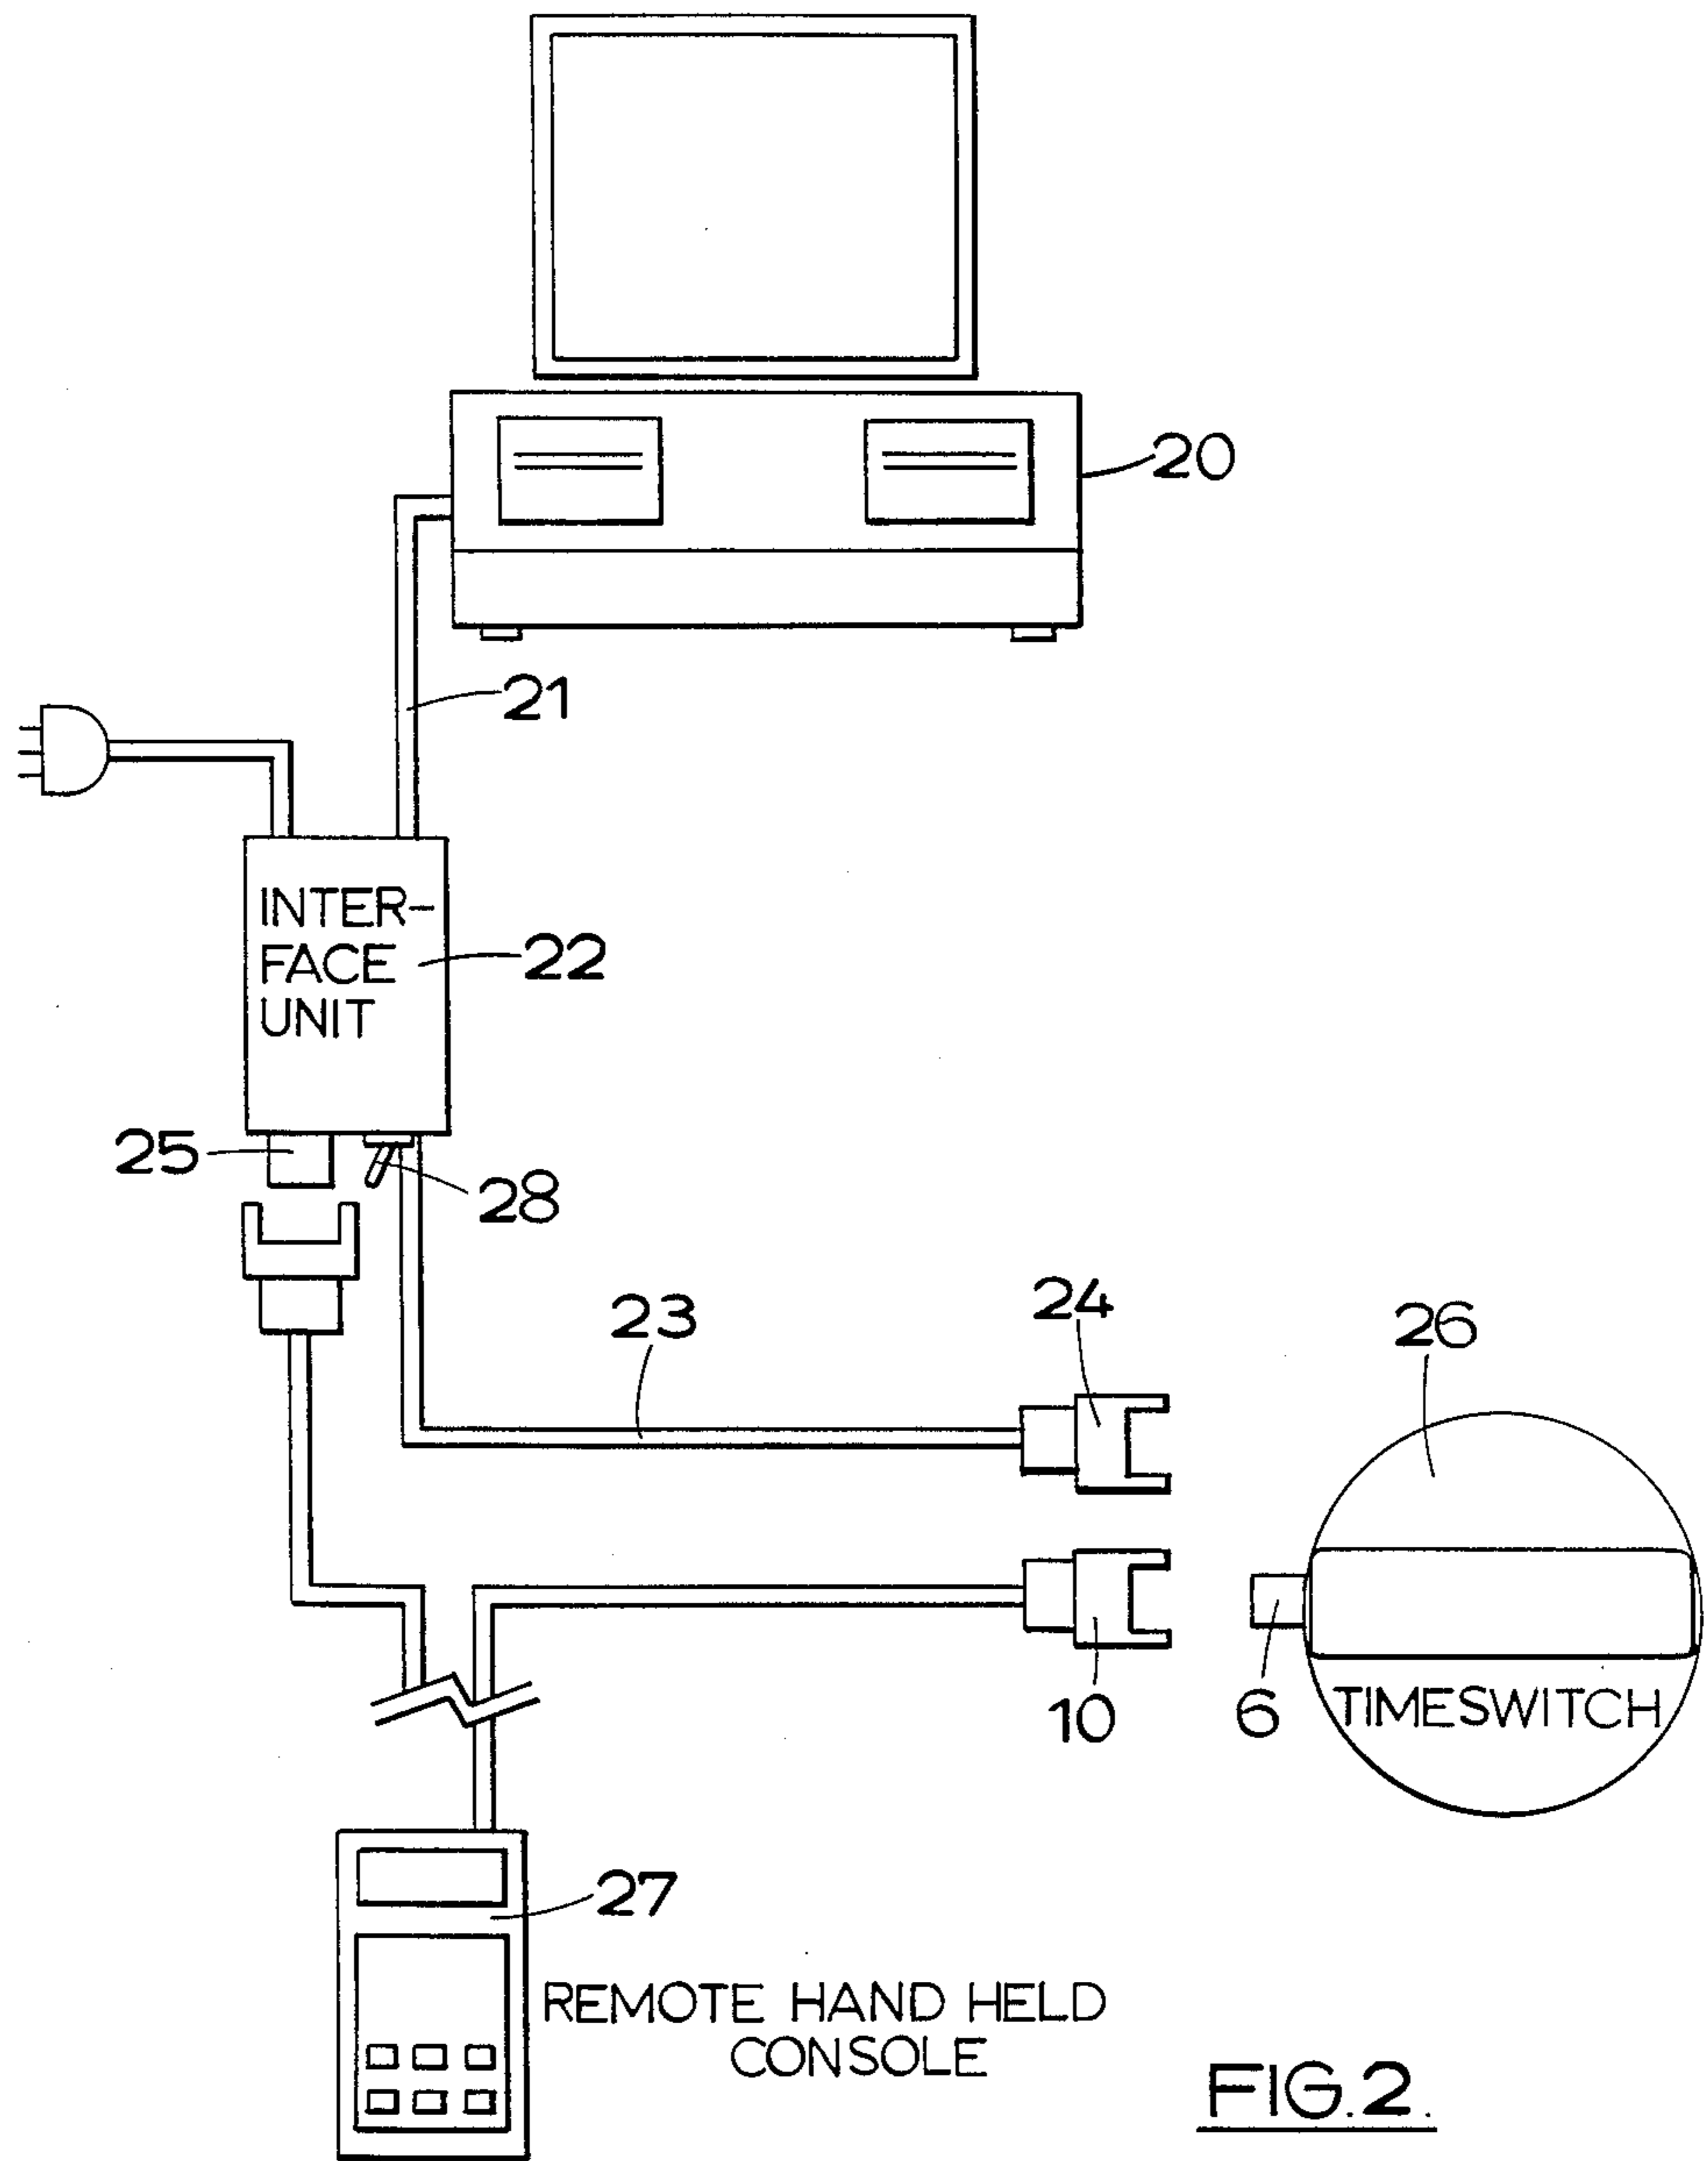 20
21
INTER-
FACE
UNIT
22
25
28
23
24
26
10
6
TIMESWITCH
27
REMOTE HAND HELD
CONSOLE
FIG.2.